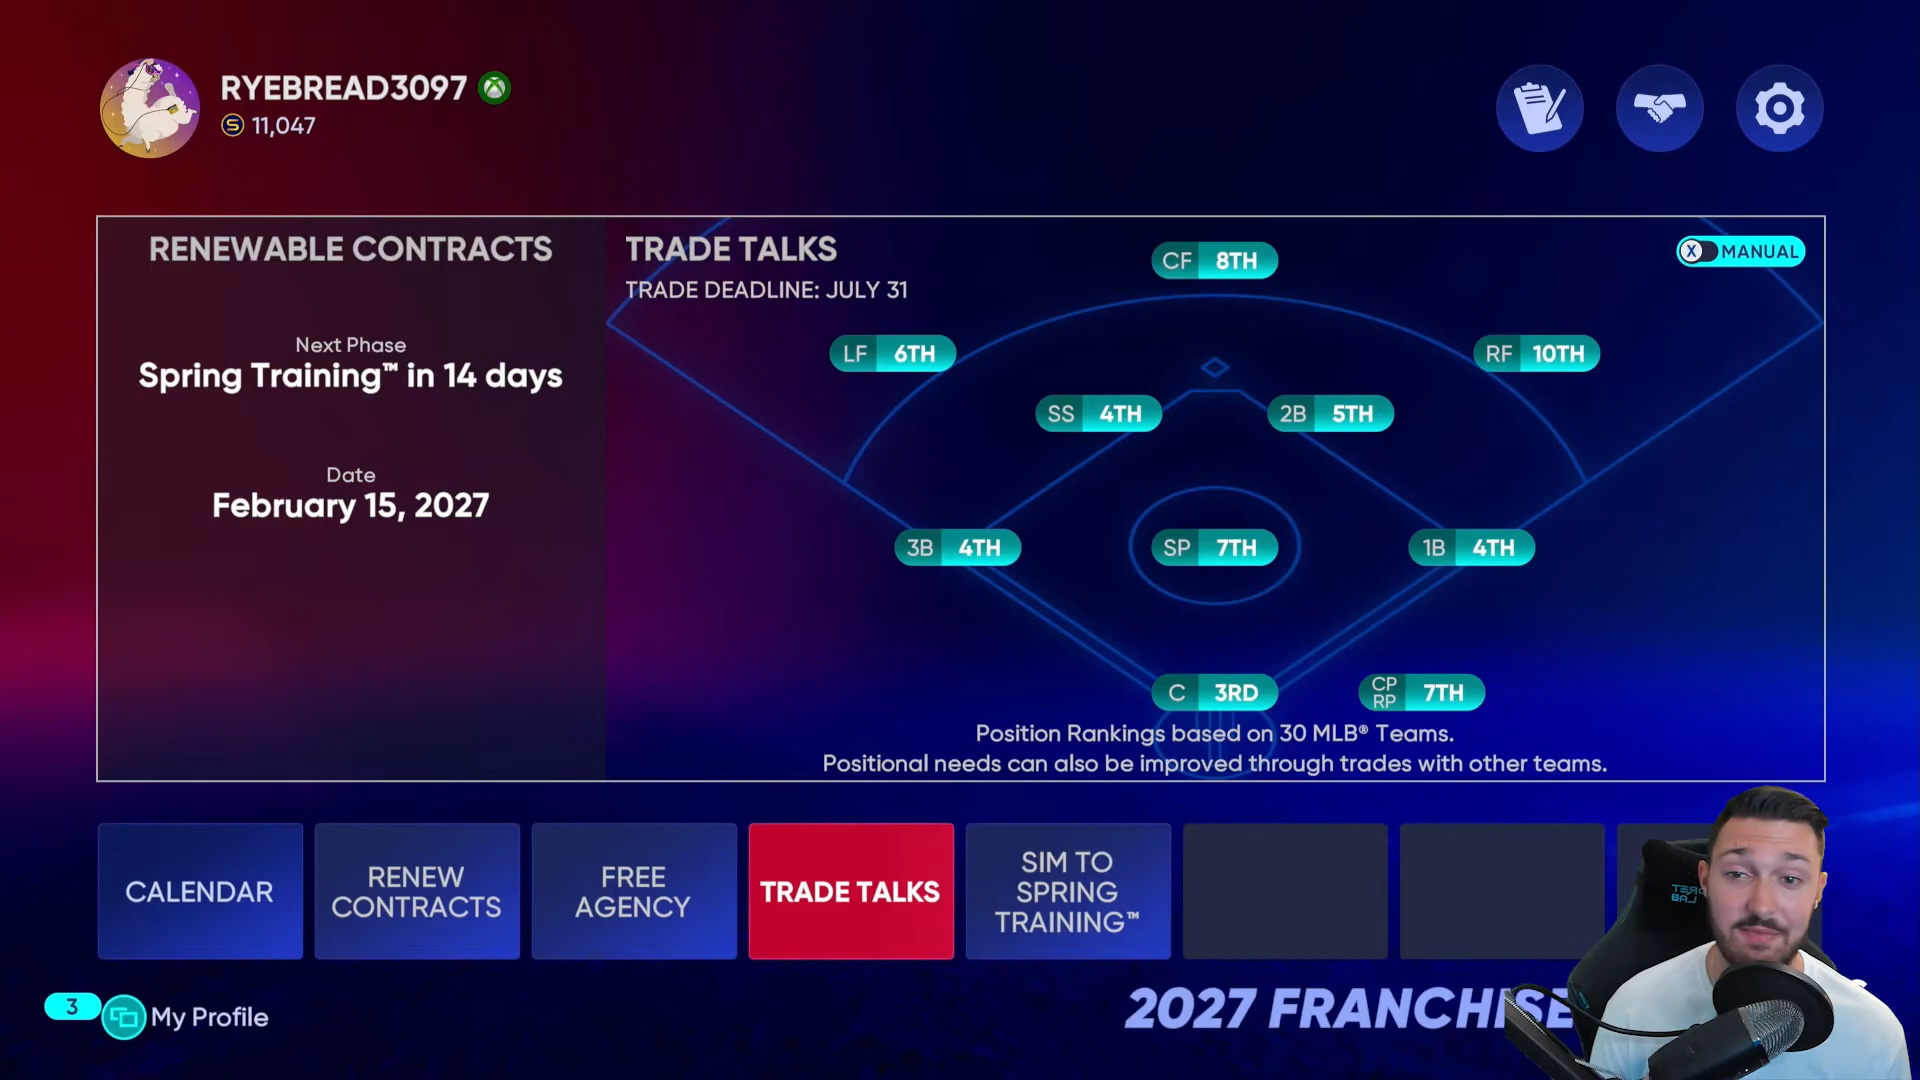 RYEBREAD3097
11,047
RENEWABLE CONTRACTS
Next Phase
Spring Training™ in 14 days
Date
February 15, 2027
TRADE TALKS
TRADE DEADLINE: JULY 31
X MANUAL
CF 8TH
LF 6TH
RF 10TH
SS 4TH
2B 5TH
3B 4TH
SP 7TH
1B 4TH
C 3RD
CP
RP 7TH
Position Rankings based on 30 MLB® Teams.
Positional needs can also be improved through trades with other teams.
CALENDAR
RENEW
CONTRACTS
FREE
AGENCY
TRADE TALKS
SIM TO
SPRING
TRAINING™
3 My Profile
2027 FRANCHISE